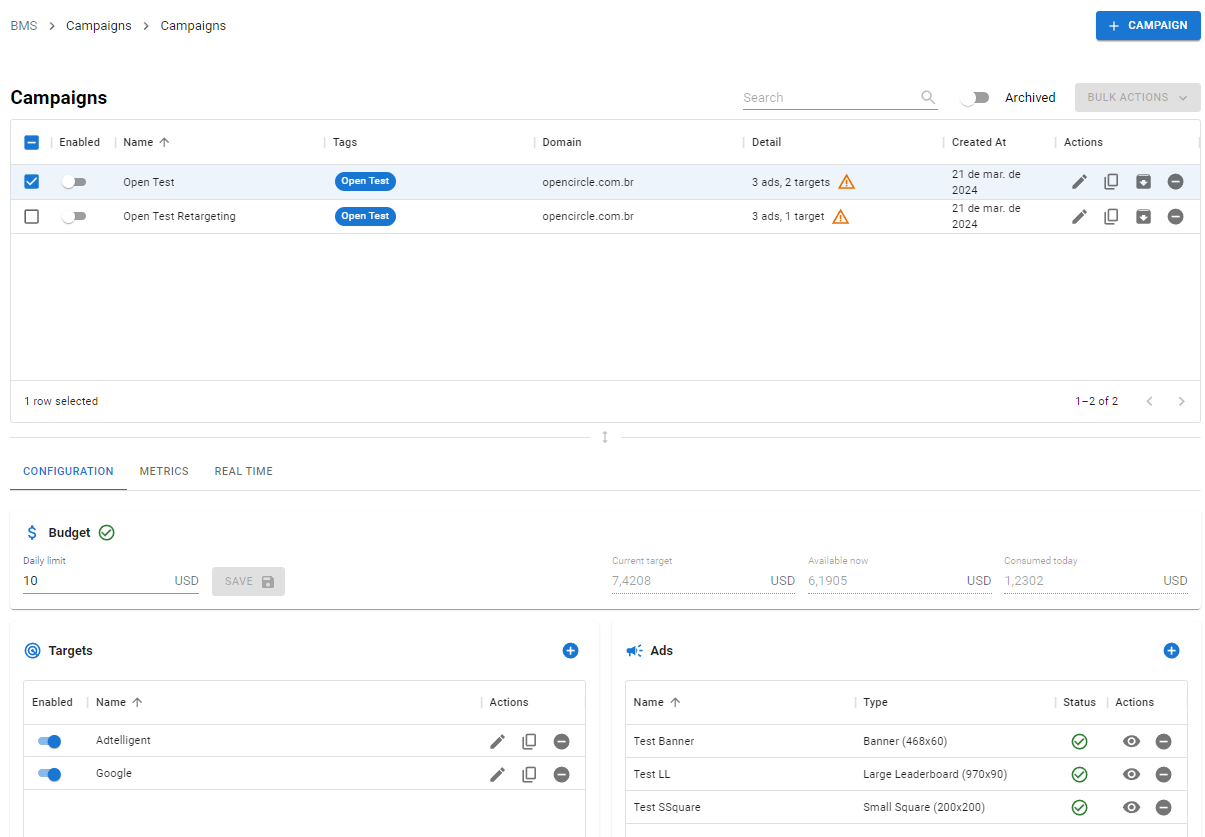 BMS > Campaigns > Campaigns
+ CAMPAIGN
Campaigns
Search
Archived
BULK ACTIONS
Enabled Name Tags Domain Detail Created At Actions
Open Test Open Test opencircle.com.br 3 ads, 2 targets 21 de mar. de
2024
Open Test Retargeting Open Test opencircle.com.br 3 ads, 1 target 21 de mar. de
2024
1 row selected
1–2 of 2
CONFIGURATION METRICS REAL TIME
$ Budget
Daily limit Current target Available now Consumed today
10 USD SAVE 7,4208 USD 6,1905 USD 1,2302 USD
Targets
Enabled Name Actions
Adtelligent
Google
Ads
Name Type Status Actions
Test Banner Banner (468x60)
Test LL Large Leaderboard (970x90)
Test SSquare Small Square (200x200)